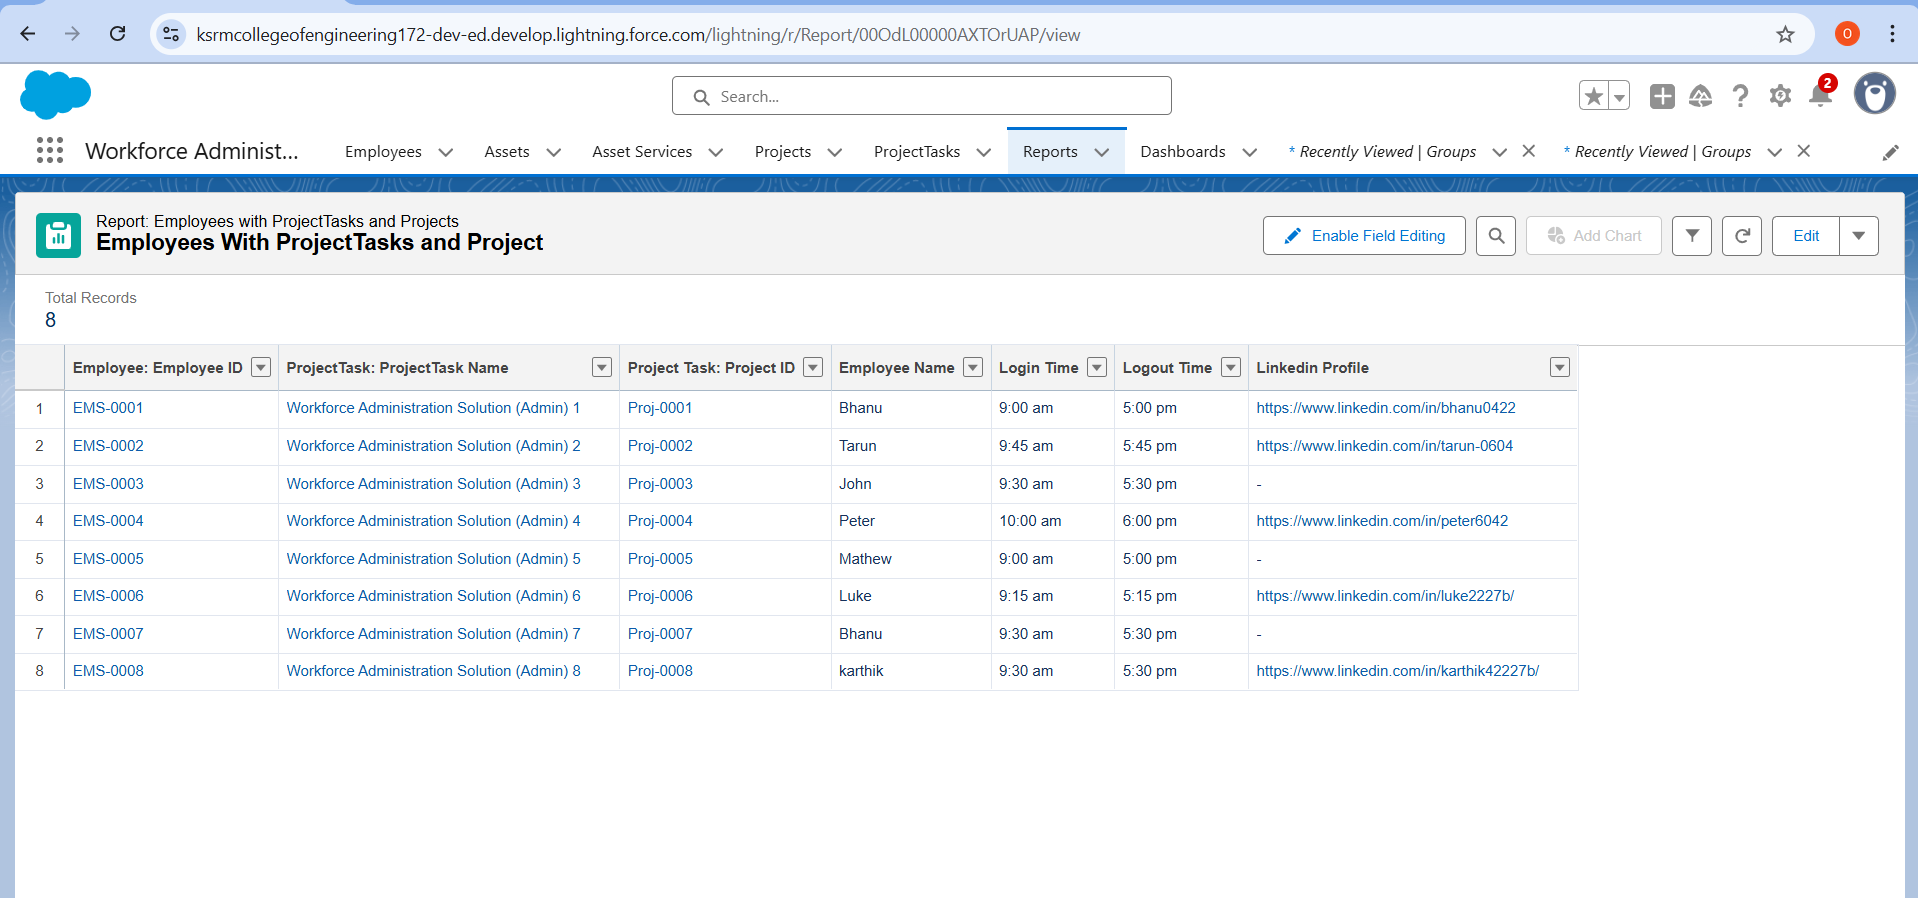 ksrmcollegeofengineering172-dev-ed.develop.lightning.force.com/lightning/r/Report/00OdL00000AXTOrUAP/view
O
Search...
2
Workforce Administ...
Employees
Assets
Asset Services
Projects
ProjectTasks
Reports
Dashboards
* Recently Viewed | Groups
* Recently Viewed | Groups
Report: Employees with ProjectTasks and Projects
Employees With ProjectTasks and Project
Enable Field Editing
Add Chart
Edit
Total Records
8
Employee: Employee ID ProjectTask: ProjectTask Name Project Task: Project ID Employee Name Login Time Logout Time Linkedin Profile
1 EMS-0001 Workforce Administration Solution (Admin) 1 Proj-0001 Bhanu 9:00 am 5:00 pm https://www.linkedin.com/in/bhanu0422
2 EMS-0002 Workforce Administration Solution (Admin) 2 Proj-0002 Tarun 9:45 am 5:45 pm https://www.linkedin.com/in/tarun-0604
3 EMS-0003 Workforce Administration Solution (Admin) 3 Proj-0003 John 9:30 am 5:30 pm -
4 EMS-0004 Workforce Administration Solution (Admin) 4 Proj-0004 Peter 10:00 am 6:00 pm https://www.linkedin.com/in/peter6042
5 EMS-0005 Workforce Administration Solution (Admin) 5 Proj-0005 Mathew 9:00 am 5:00 pm -
6 EMS-0006 Workforce Administration Solution (Admin) 6 Proj-0006 Luke 9:15 am 5:15 pm https://www.linkedin.com/in/luke2227b/
7 EMS-0007 Workforce Administration Solution (Admin) 7 Proj-0007 Bhanu 9:30 am 5:30 pm -
8 EMS-0008 Workforce Administration Solution (Admin) 8 Proj-0008 karthik 9:30 am 5:30 pm https://www.linkedin.com/in/karthik42227b/